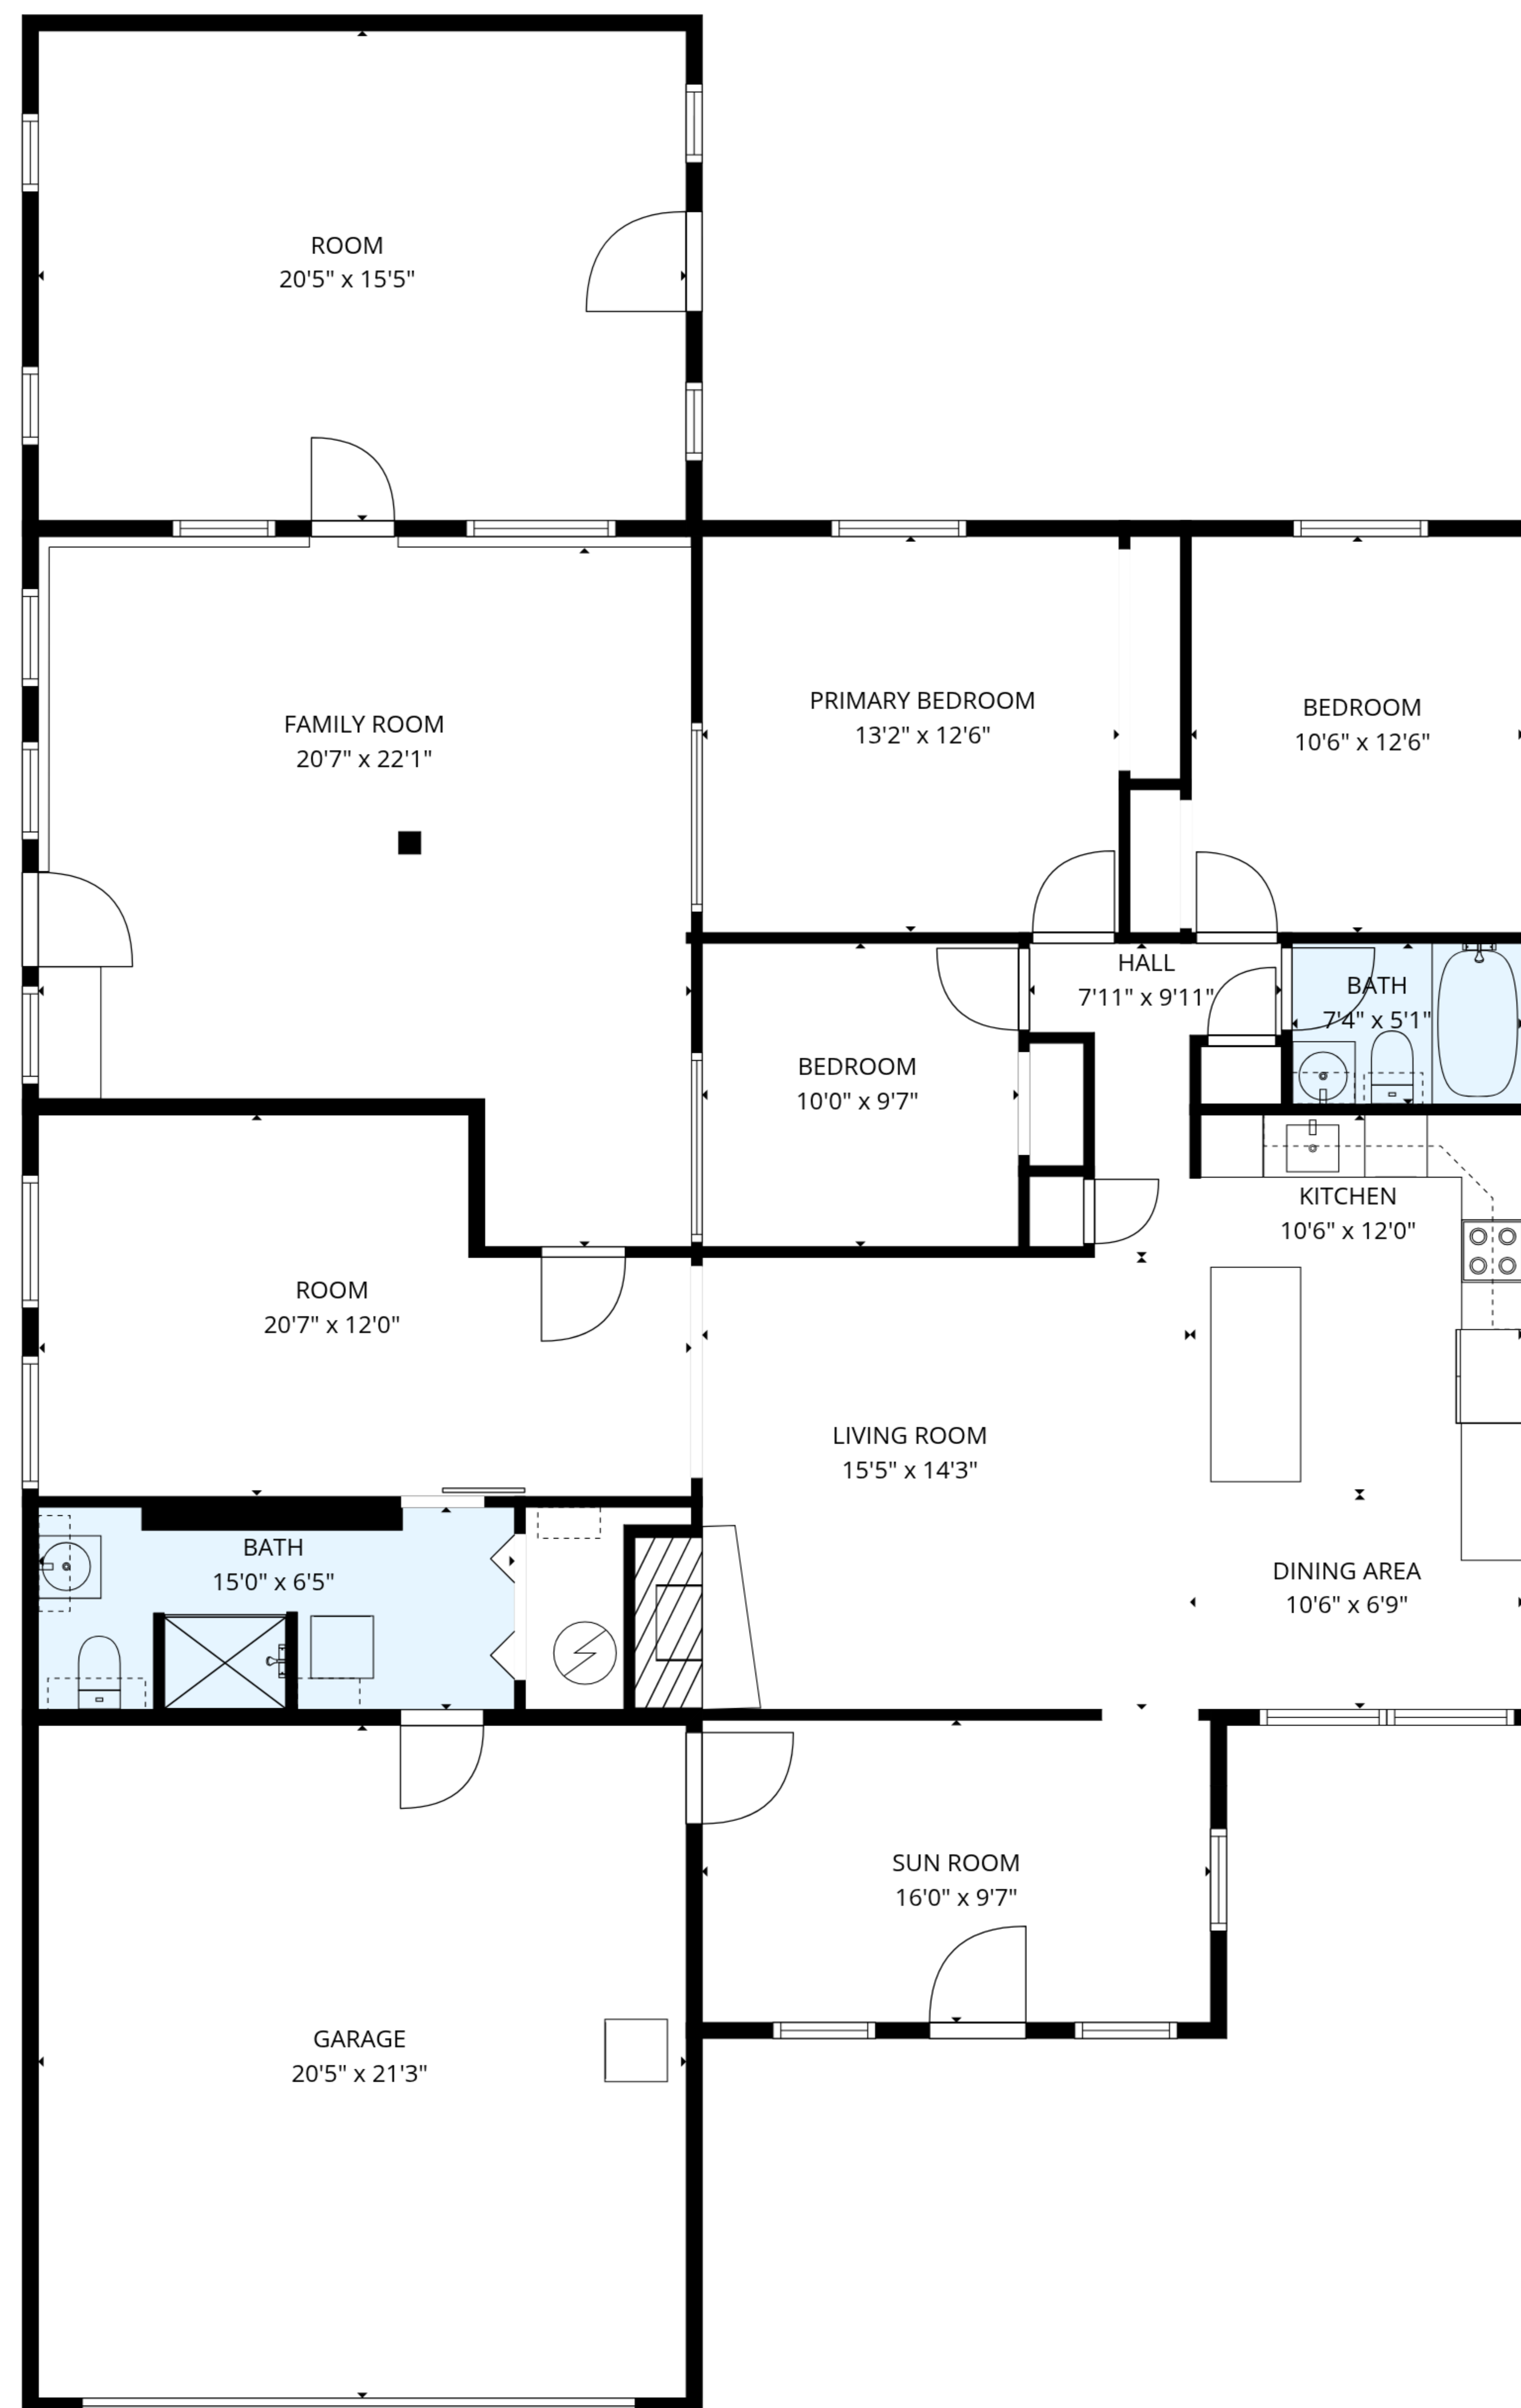 ROOM
20'5" x 15'5"
FAMILY ROOM
20'7" x 22'1"
PRIMARY BEDROOM
13'2" x 12'6"
BEDROOM
10'6" x 12'6"
HALL
7'11" x 9'11"
BATH
7'4" x 5'1"
BEDROOM
10'0" x 9'7"
KITCHEN
10'6" x 12'0"
ROOM
20'7" x 12'0"
LIVING ROOM
15'5" x 14'3"
BATH
15'0" x 6'5"
DINING AREA
10'6" x 6'9"
SUN ROOM
16'0" x 9'7"
GARAGE
20'5" x 21'3"